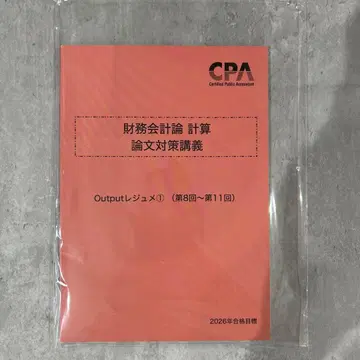 CPA
Certified Public Accountant
財務会計論 計算
論文対策講義
Outputレジュメ① （第8回～第11回）
2026年合格目標